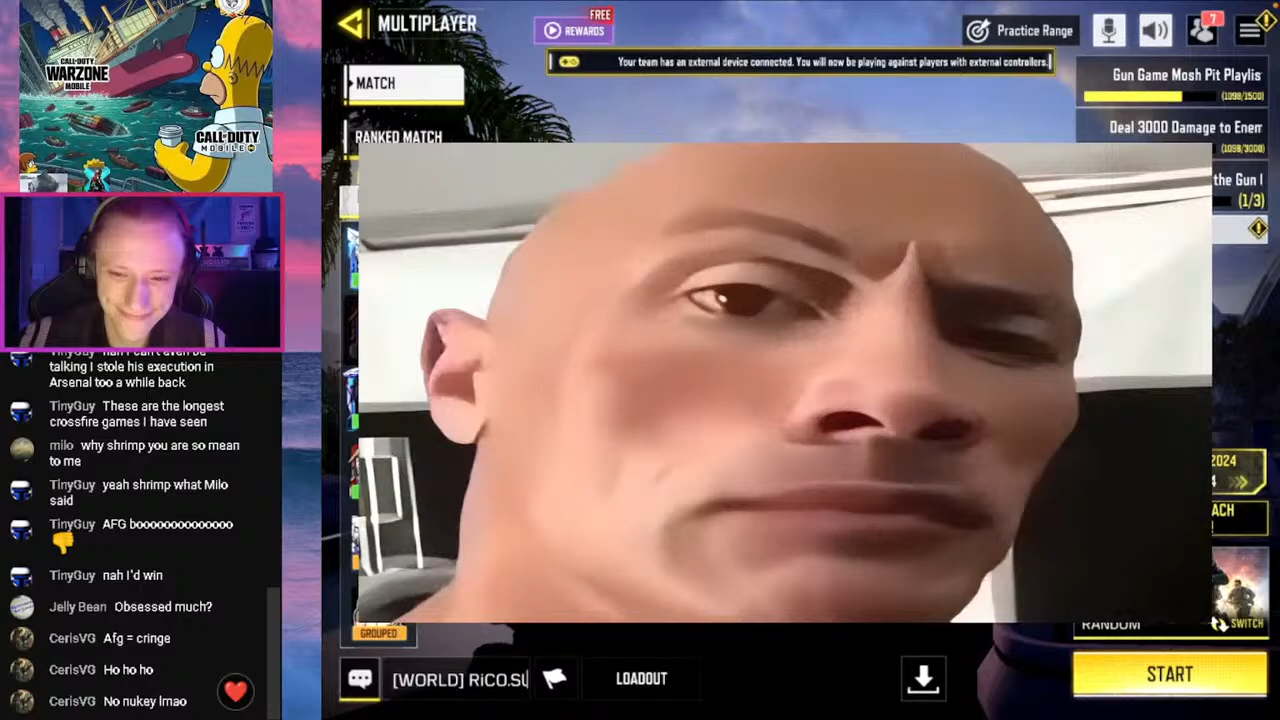 CALL·DUTY
WARZONE
MOBILE
CALL·DUTY
MOBILE
talking I stole his execution in
Arsenal too a while back
TinyGuy These are the longest
crossfire games I have seen
milo why shrimp you are so mean
to me
TinyGuy yeah shrimp what Milo
said
TinyGuy AFG boooooooooooooo
👎
TinyGuy nah I'd win
Jelly Bean Obsessed much?
CerisVG Afg = cringe
CerisVG Ho ho ho
CerisVG No nukey lmao
MULTIPLAYER
FREE
REWARDS
Practice Range
7
Your team has an external device connected. You will now be playing against players with external controllers.
MATCH
RANKED MATCH
Gun Game Mosh Pit Playlis
(1098/1500)
Deal 3000 Damage to Enem
(1098/3000)
the Gun
(1/3)
2024
ACH
GROUPED
RANDOM
SWITCH
[WORLD] RiCO.SL
LOADOUT
START